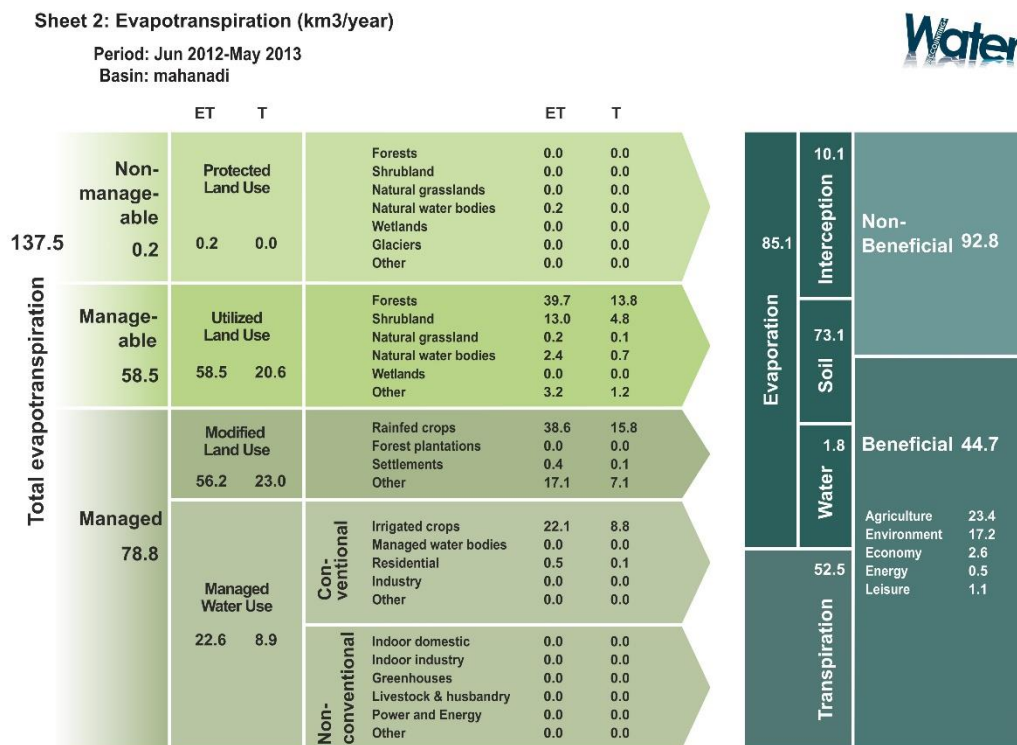 Sheet 2: Evapotranspiration (km3/year)
Water
ACCOUNTING
Period: Jun 2012-May 2013
Basin: mahanadi
ET T
ET T
Total evapotranspiration
137.5
Non-
manage-
able
0.2
Protected
Land Use
0.2 0.0
Forests 0.0 0.0
Shrubland 0.0 0.0
Natural grasslands 0.0 0.0
Natural water bodies 0.2 0.0
Wetlands 0.0 0.0
Glaciers 0.0 0.0
Other 0.0 0.0
Manage-
able
58.5
Utilized
Land Use
58.5 20.6
Forests 39.7 13.8
Shrubland 13.0 4.8
Natural grassland 0.2 0.1
Natural water bodies 2.4 0.7
Wetlands 0.0 0.0
Other 3.2 1.2
Managed
78.8
Modified
Land Use
56.2 23.0
Rainfed crops 38.6 15.8
Forest plantations 0.0 0.0
Settlements 0.4 0.1
Other 17.1 7.1
Managed
Water Use
22.6 8.9
Con-
ventional
Irrigated crops 22.1 8.8
Managed water bodies 0.0 0.0
Residential 0.5 0.1
Industry 0.0 0.0
Other 0.0 0.0
Non-
conventional
Indoor domestic 0.0 0.0
Indoor industry 0.0 0.0
Greenhouses 0.0 0.0
Livestock & husbandry 0.0 0.0
Power and Energy 0.0 0.0
Other 0.0 0.0
Evaporation
85.1
Interception
10.1
Soil
73.1
Water
1.8
Transpiration
52.5
Non-
Beneficial 92.8
Beneficial 44.7
Agriculture 23.4
Environment 17.2
Economy 2.6
Energy 0.5
Leisure 1.1